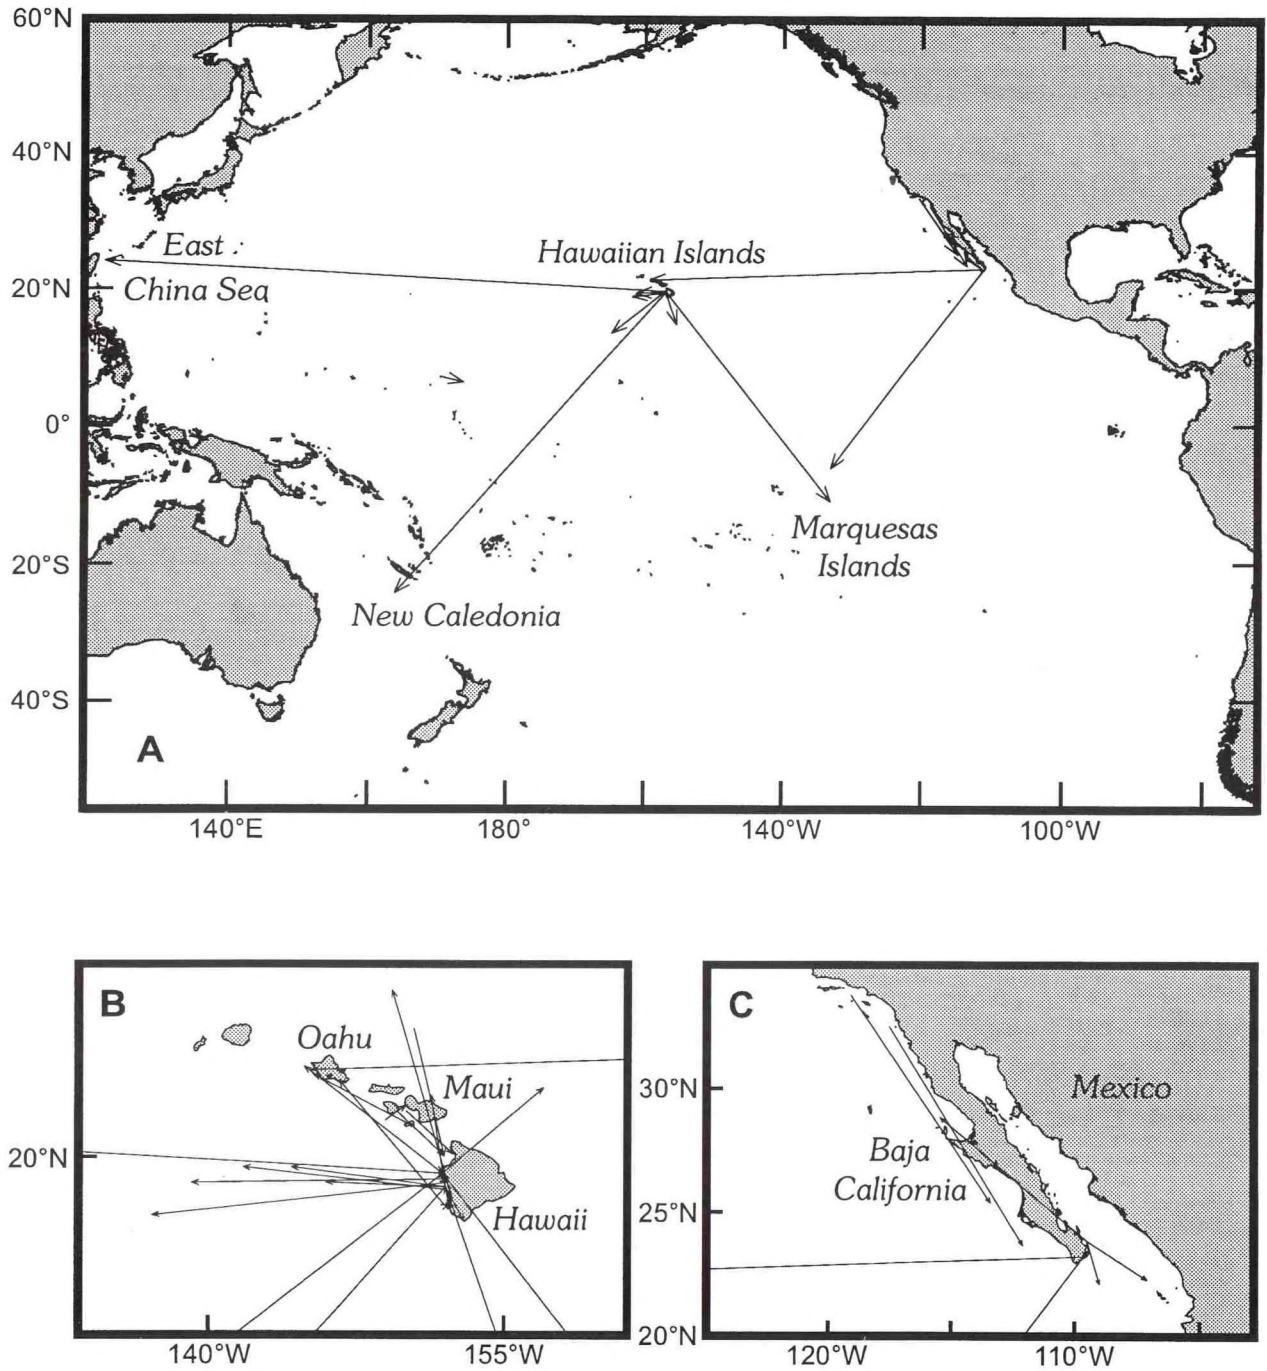 60°N
40°N
20°N
0°
20°S
40°S
East
China Sea
Hawaiian Islands
Marquesas
Islands
New Caledonia
A
140°E
180°
140°W
100°W
B
Oahu
Maui
Hawaii
20°N
140°W
155°W
C
Mexico
Baja
California
30°N
25°N
20°N
120°W
110°W